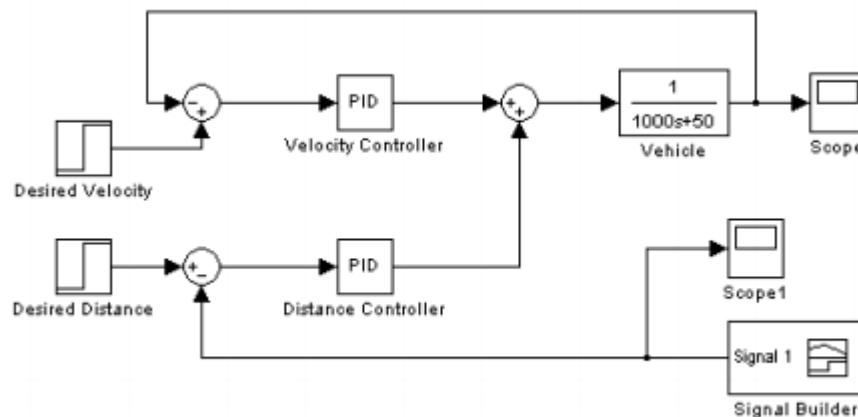 PID
Velocity Controller
1
1000s+50
Vehicle
Scope
Desired Velocity
PID
Distance Controller
Desired Distance
Scope1
Signal 1
Signal Builder